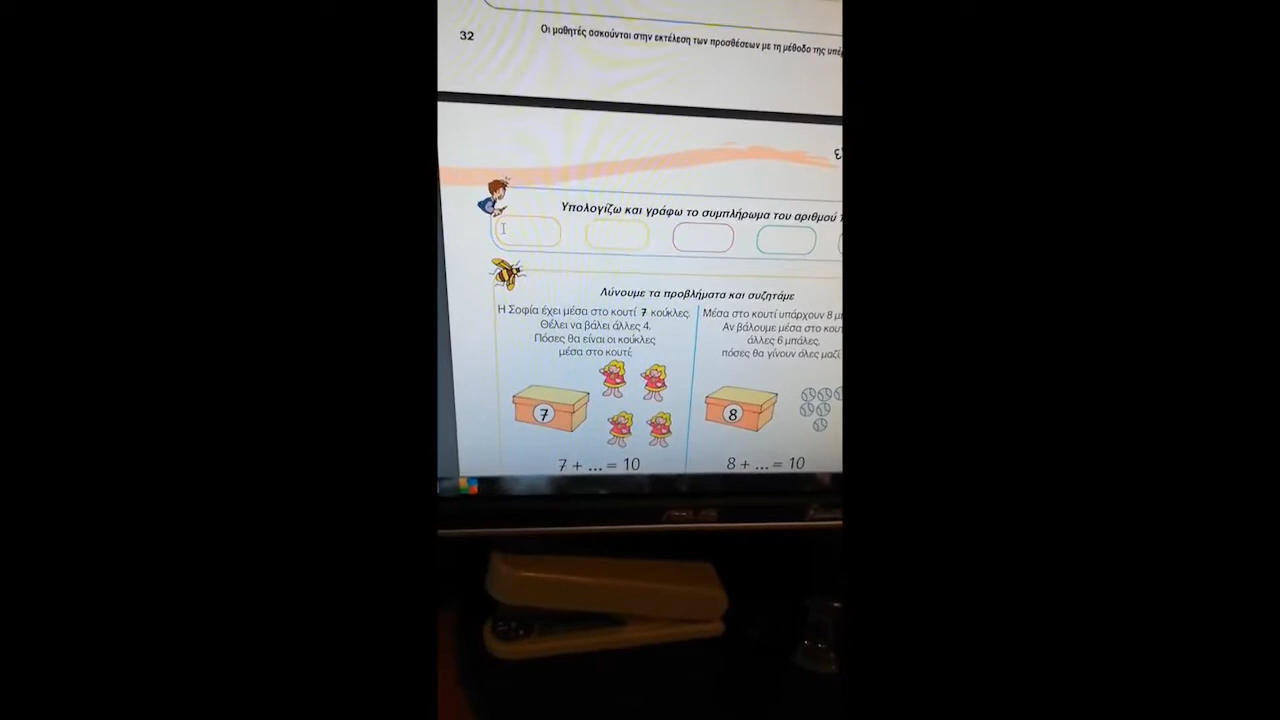 32
Οι μαθητές ασκούνται στην εκτέλεση των προσθέσεων με τη μέθοδο της
Υπολογίζω και γράφω το συμπλήρωμα του αριθμού
Λύνουμε τα προβλήματα και συζητάμε
Η Σοφία έχει μέσα στο κουτί 7 κούκλες.
Θέλει να βάλει άλλες 4.
Πόσες θα είναι οι κούκλες
μέσα στο κουτί;
7
7 + ... = 10
Μέσα στο κουτί υπάρχουν 8
Αν βάλουμε μέσα στο
άλλες 6 μπάλες,
πόσες θα γίνουν όλες μαζί
8
8 + ... = 10